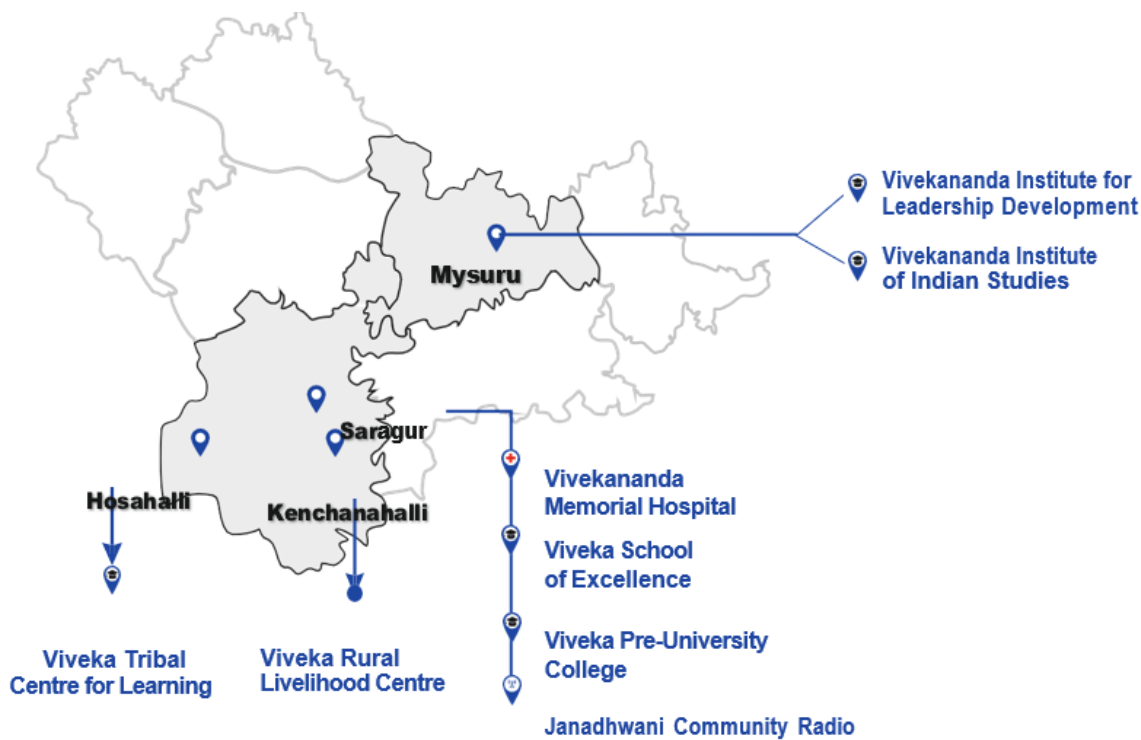 Vivekananda Institute for
Leadership Development
Vivekananda Institute
of Indian Studies
Mysuru
Saragur
Hosahalli
Kenchanahalli
Vivekananda
Memorial Hospital
Viveka School
of Excellence
Viveka Tribal
Centre for Learning
Viveka Rural
Livelihood Centre
Viveka Pre-University
College
Janadhwani Community Radio